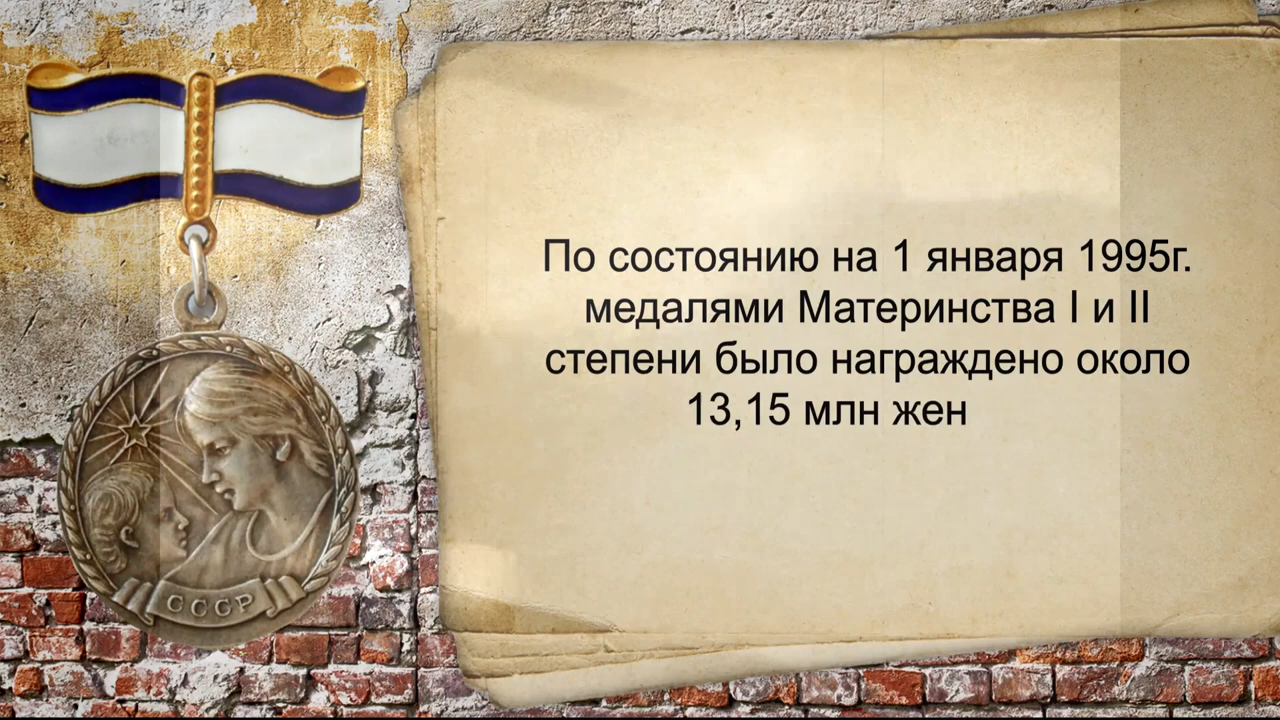 По состоянию на 1 января 1995г.
медалями Материнства I и II
степени было награждено около
13,15 млн жен
СССР